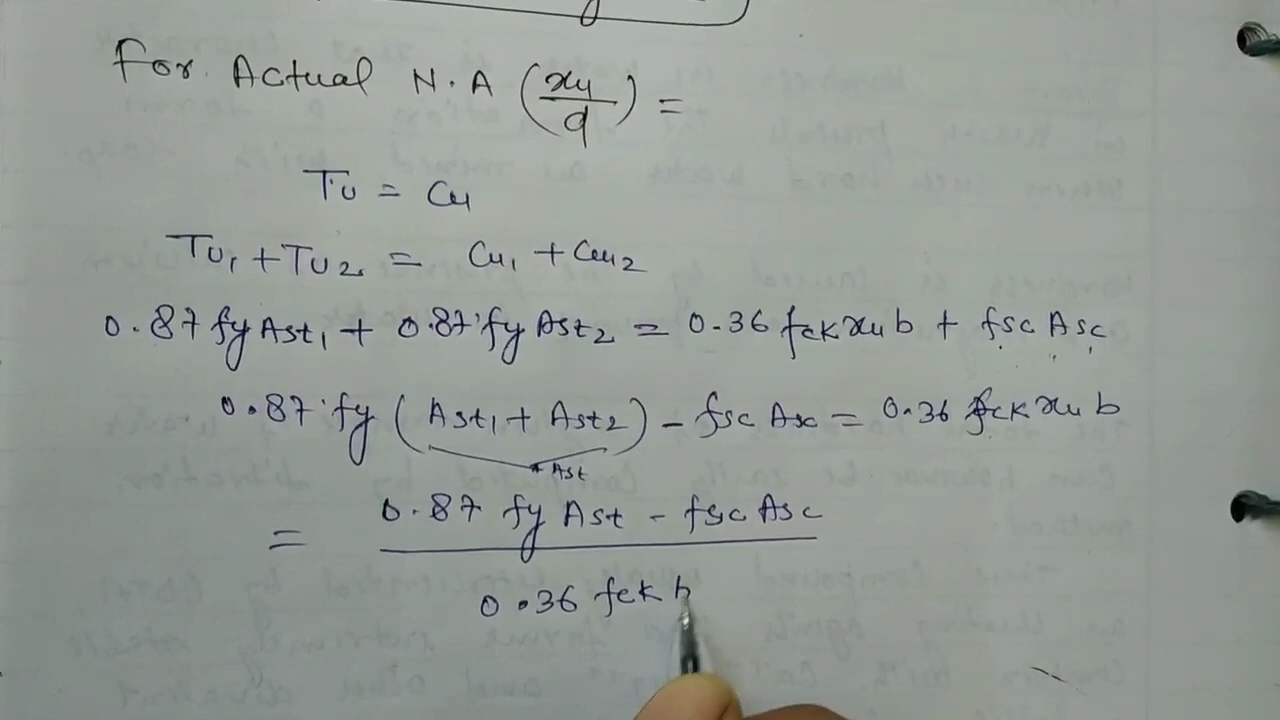 For Actual N.A (xu/d) =
Tu = Cu
Tu1 + Tu2 = Cu1 + Cu2
0.87 fy Ast1 + 0.87 fy Ast2 = 0.36 fck xu b + fsc Asc
0.87 fy (Ast1 + Ast2) - fsc Asc = 0.36 fck xu b
Ast
= 0.87 fy Ast - fsc Asc
0.36 fck b